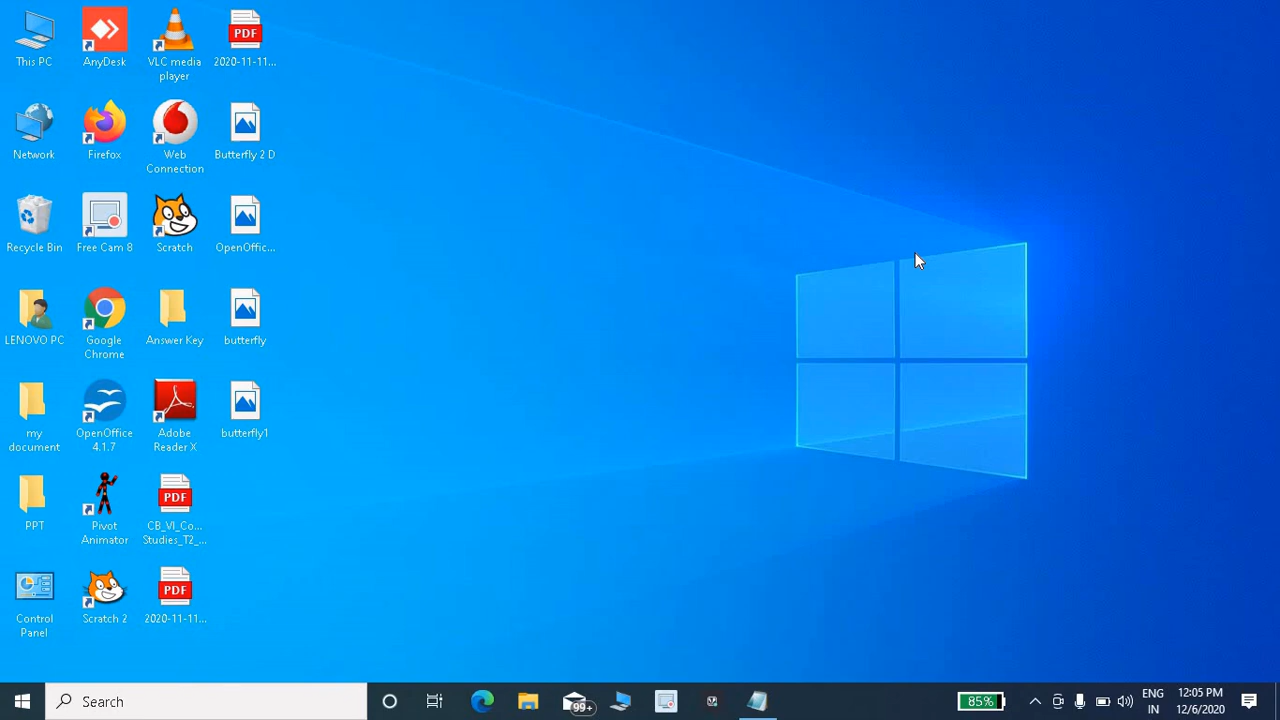 This PC
AnyDesk
VLC media
player
2020-11-11...
PDF
Network
Firefox
Web
Connection
Butterfly 2 D
Recycle Bin
Free Cam 8
Scratch
OpenOffic...
LENOVO PC
Google
Chrome
Answer Key
butterfly
my
document
OpenOffice
4.1.7
Adobe
Reader X
butterfly1
PPT
Pivot
Animator
PDF
CB_VI_Co...
Studies_T2_...
Control
Panel
Scratch 2
PDF
2020-11-11...
Search
99+
85%
ENG
IN
12:05 PM
12/6/2020